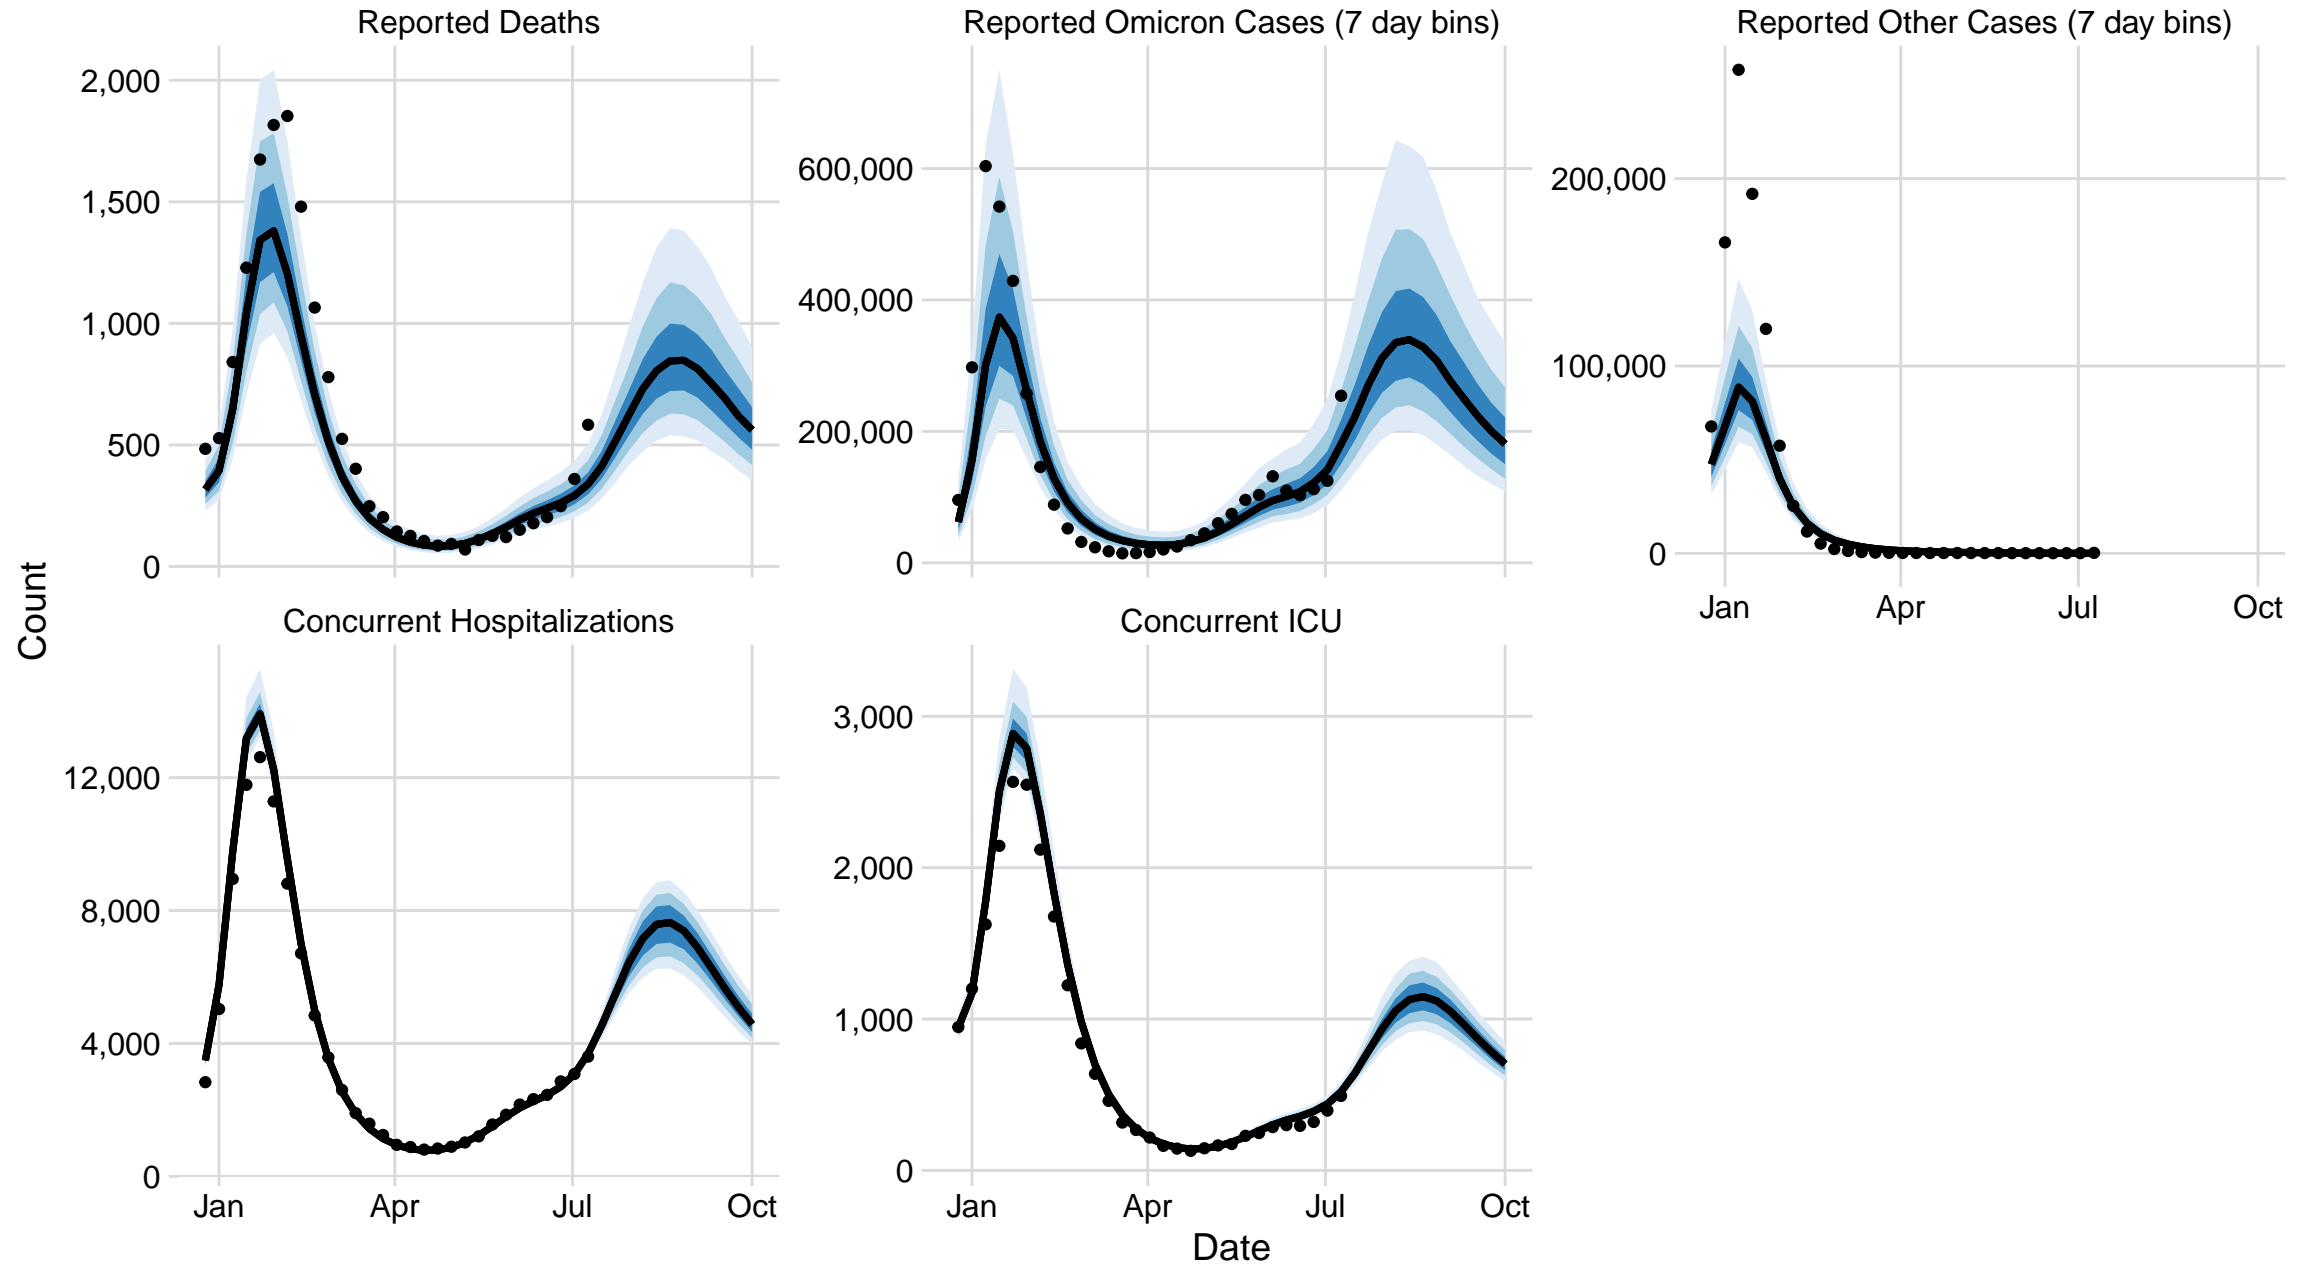 Reported Deaths
Reported Omicron Cases (7 day bins)
Reported Other Cases (7 day bins)
2,000
1,500
1,000
500
0
600,000
400,000
200,000
0
200,000
100,000
0
Jan Apr Jul Oct
Count
Concurrent Hospitalizations
Concurrent ICU
12,000
8,000
4,000
0
3,000
2,000
1,000
0
Jan Apr Jul Oct
Jan Apr Jul Oct
Date